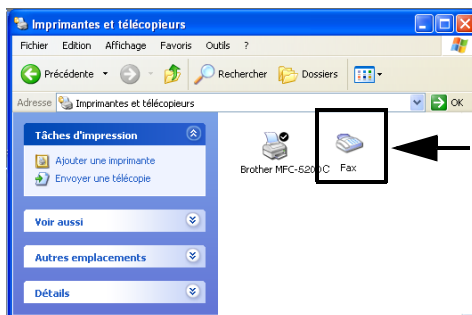 Imprimantes et télécopieurs
Fichier Edition Affichage Favoris Outils ?
Précédente Rechercher Dossiers
Adresse Imprimantes et télécopieurs OK
Tâches d'impression
Ajouter une imprimante
Envoyer une télécopie
Voir aussi
Autres emplacements
Détails
Brother MFC-5200C
Fax